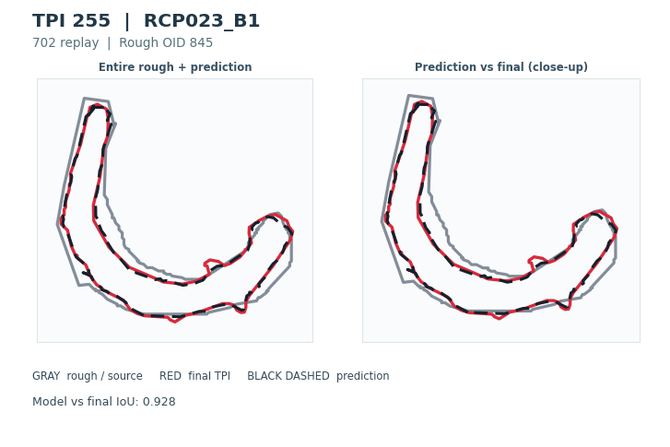 TPI 255 | RCP023_B1
702 replay | Rough OID 845
Entire rough + prediction
Prediction vs final (close-up)
GRAY rough / source RED final TPI BLACK DASHED prediction
Model vs final IoU: 0.928